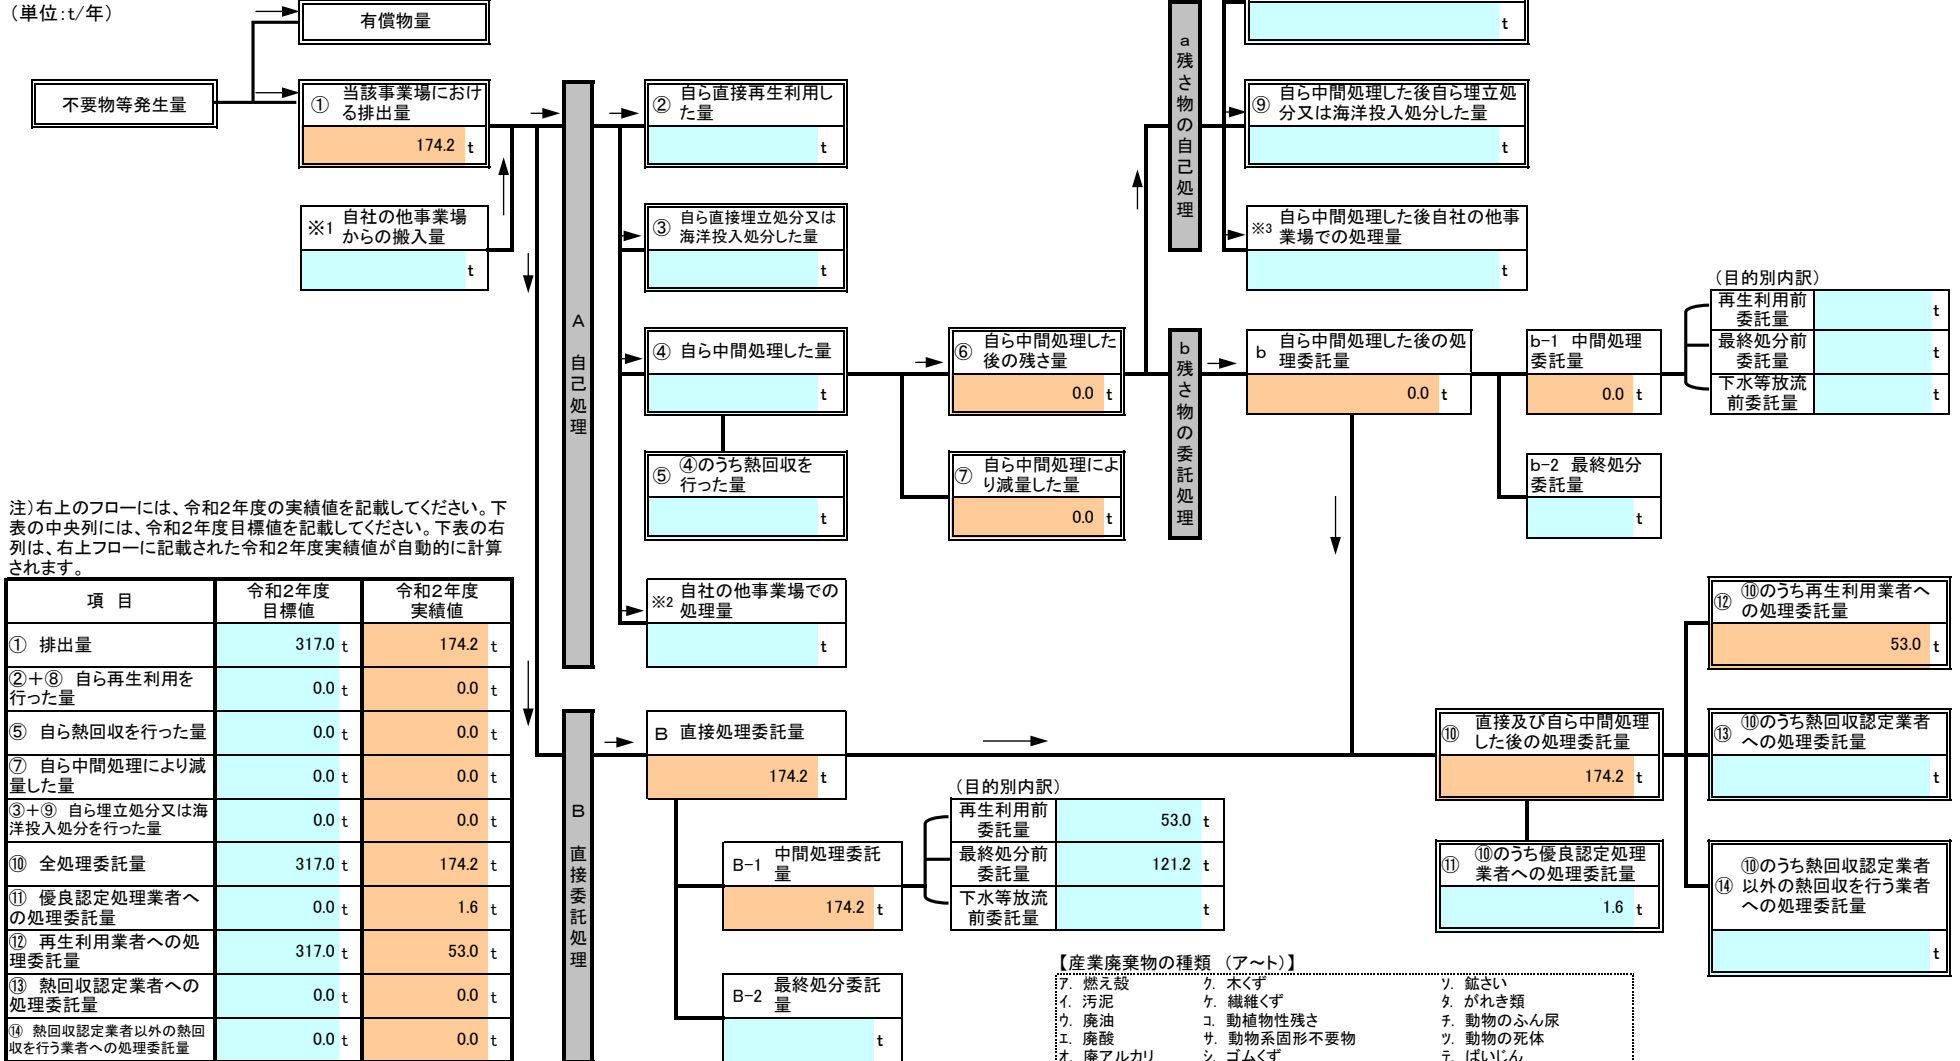 （単位:t/年）
有償物量
不要物等発生量
① 当該事業場におけ
る排出量
174.2 t
※1 自社の他事業場
からの搬入量
t
A 自己処理
② 自ら直接再生利用し
た量
t
③ 自ら直接埋立処分又は
海洋投入処分した量
t
④ 自ら中間処理した量
t
⑤ ④のうち熱回収を
行った量
t
※2 自社の他事業場での
処理量
t
⑥ 自ら中間処理した
後の残さ量
0.0 t
⑦ 自ら中間処理によ
り減量した量
0.0 t
a残さ物の自己処理
t
⑨ 自ら中間処理した後自ら埋立処
分又は海洋投入処分した量
t
※3 自ら中間処理した後自社の他事
業場での処理量
t
b残さ物の委託処理
b 自ら中間処理した後の処
理委託量
0.0 t
b-1 中間処理
委託量
0.0 t
b-2 最終処分
委託量
t
（目的別内訳）
再生利用前
委託量
t
最終処分前
委託量
t
下水等放流
前委託量
t
注）右上のフローには、令和２年度の実績値を記載してください。下
表の中央列には、令和２年度目標値を記載してください。下表の右
列は、右上フローに記載された令和２年度実績値が自動的に計算
されます。
項 目 令和２年度
目標値 令和２年度
実績値
① 排出量 317.0 t 174.2 t
②＋⑧ 自ら再生利用を
行った量 0.0 t 0.0 t
⑤ 自ら熱回収を行った量 0.0 t 0.0 t
⑦ 自ら中間処理により減
量した量 0.0 t 0.0 t
③＋⑨ 自ら埋立処分又は海
洋投入処分を行った量 0.0 t 0.0 t
⑩ 全処理委託量 317.0 t 174.2 t
⑪ 優良認定処理業者へ
の処理委託量 0.0 t 1.6 t
⑫ 再生利用業者への処
理委託量 317.0 t 53.0 t
⑬ 熱回収認定業者への
処理委託量 0.0 t 0.0 t
⑭ 熱回収認定業者以外の熱回
収を行う業者への処理委託量 0.0 t 0.0 t
B 直接委託処理
B 直接処理委託量
174.2 t
B-1 中間処理委託
量
174.2 t
B-2 最終処分委託
量
t
（目的別内訳）
再生利用前
委託量
53.0 t
最終処分前
委託量
121.2 t
下水等放流
前委託量
t
⑩ 直接及び自ら中間処理
した後の処理委託量
174.2 t
⑪ ⑩のうち優良認定処理
業者への処理委託量
1.6 t
⑫ ⑩のうち再生利用業者へ
の処理委託量
53.0 t
⑬ ⑩のうち熱回収認定業者
への処理委託量
t
⑭ ⑩のうち熱回収認定業者
以外の熱回収を行う業者
への処理委託量
t
【産業廃棄物の種類 （ア～ト）】
ｱ. 燃え殻 ｸ. 木くず ｿ. 鉱さい
ｲ. 汚泥 ｹ. 繊維くず ﾀ. がれき類
ｳ. 廃油 ｺ. 動植物性残さ ﾁ. 動物のふん尿
ｴ. 廃酸 ｻ. 動物系固形不要物 ﾂ. 動物の死体
ｵ. 廃アルカリ ｼ. ゴムくず ﾃ. ばいじん